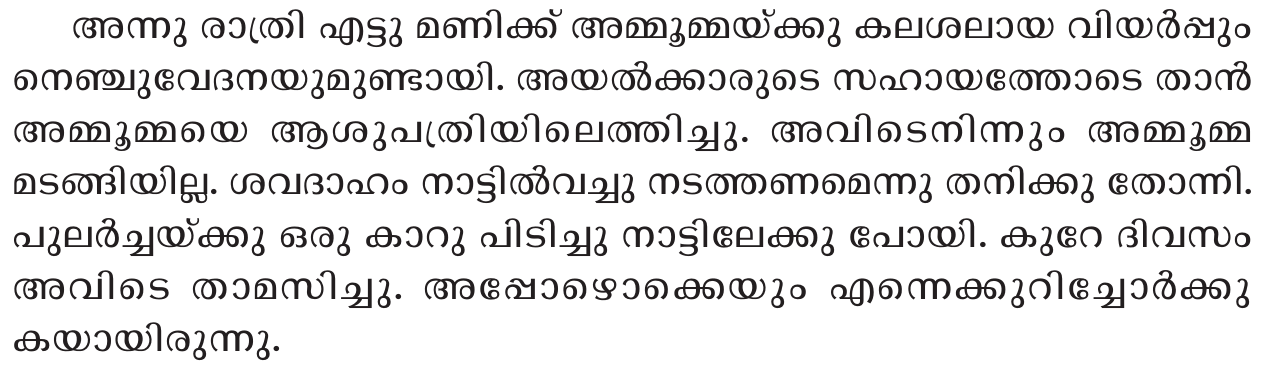 അന്നു രാത്രി എട്ടു മണിക്ക് അമ്മൂമ്മയ്ക്കു കലശലായ വിയർപ്പും
നെഞ്ചുവേദനയുമുണ്ടായി. അയൽക്കാരുടെ സഹായത്തോടെ താൻ
അമ്മൂമ്മയെ ആശുപത്രിയിലെത്തിച്ചു. അവിടെനിന്നും അമ്മൂമ്മ
മടങ്ങിയില്ല. ശവദാഹം നാട്ടിൽവച്ചു നടത്തണമെന്നു തനിക്കു തോന്നി.
പുലർച്ചയ്ക്കു ഒരു കാറു പിടിച്ചു നാട്ടിലേക്കു പോയി. കുറേ ദിവസം
അവിടെ താമസിച്ചു. അപ്പോഴൊക്കെയും എന്നെക്കുറിച്ചോർക്കു
കയായിരുന്നു.